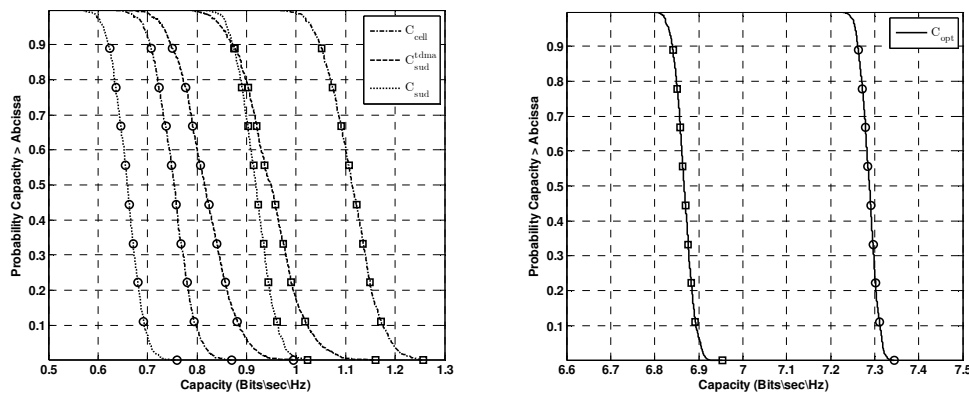 0.9
0.8
0.7
0.6
0.5
0.4
0.3
0.2
0.1
Probability Capacity > Abcissa
0.5 0.6 0.7 0.8 0.9 1 1.1 1.2 1.3
Capacity (Bits\sec\Hz)
C_cell
C_sud^tdma
C_sud
0.9
0.8
0.7
0.6
0.5
0.4
0.3
0.2
0.1
Probability Capacity > Abcissa
6.6 6.7 6.8 6.9 7 7.1 7.2 7.3 7.4 7.5
Capacity (Bits\sec\Hz)
C_opt